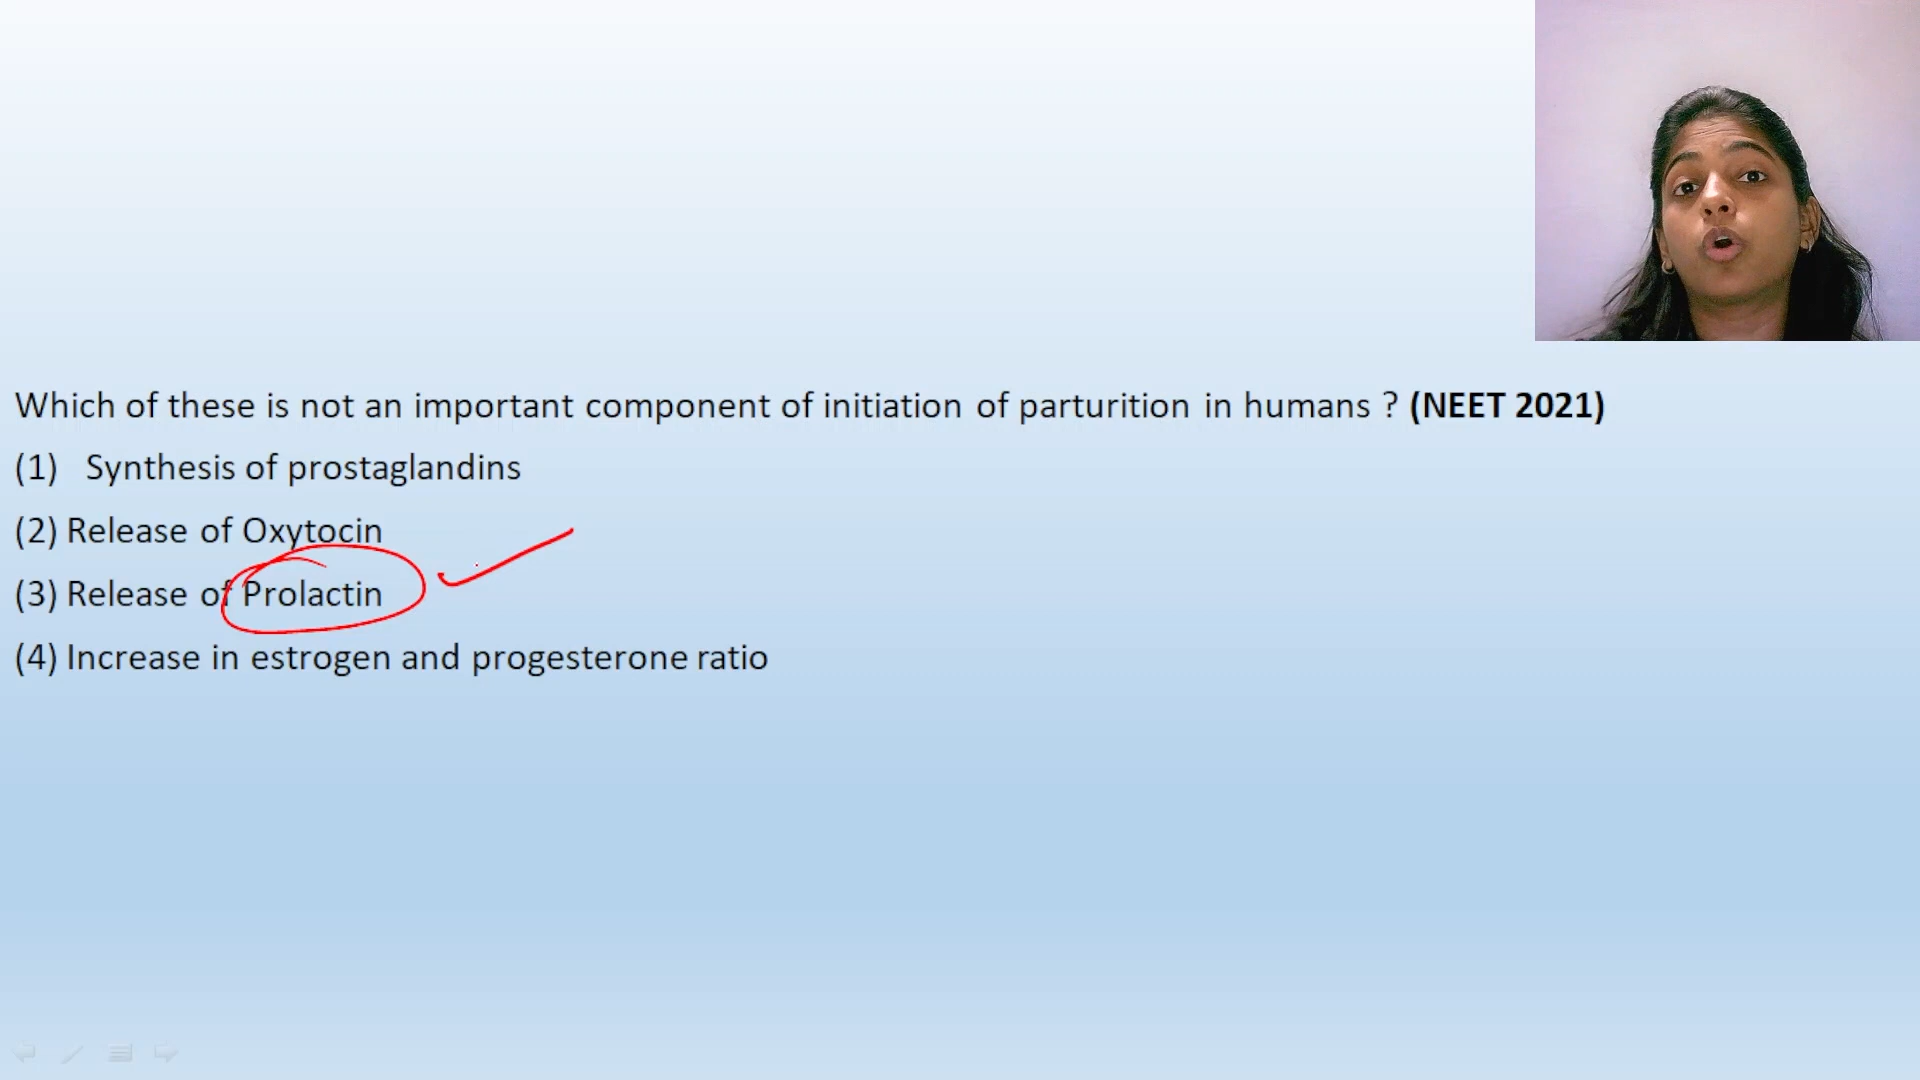 Which of these is not an important component of initiation of parturition in humans ? (NEET 2021)
(1) Synthesis of prostaglandins
(2) Release of Oxytocin
(3) Release of Prolactin
(4) Increase in estrogen and progesterone ratio